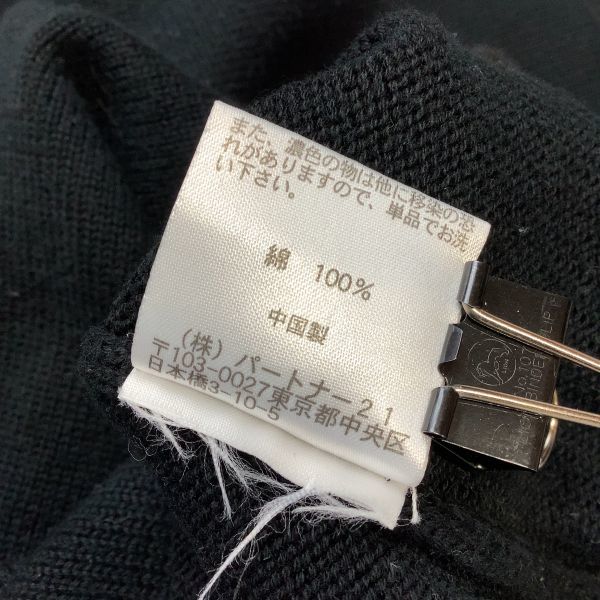 また、濃色の物は他に移染の恐
れがありますので、単品でお洗
い下さい。
綿 100%
中国製
(株) パートナー21
〒103-0027東京都中央区
日本橋3-10-5
No.107